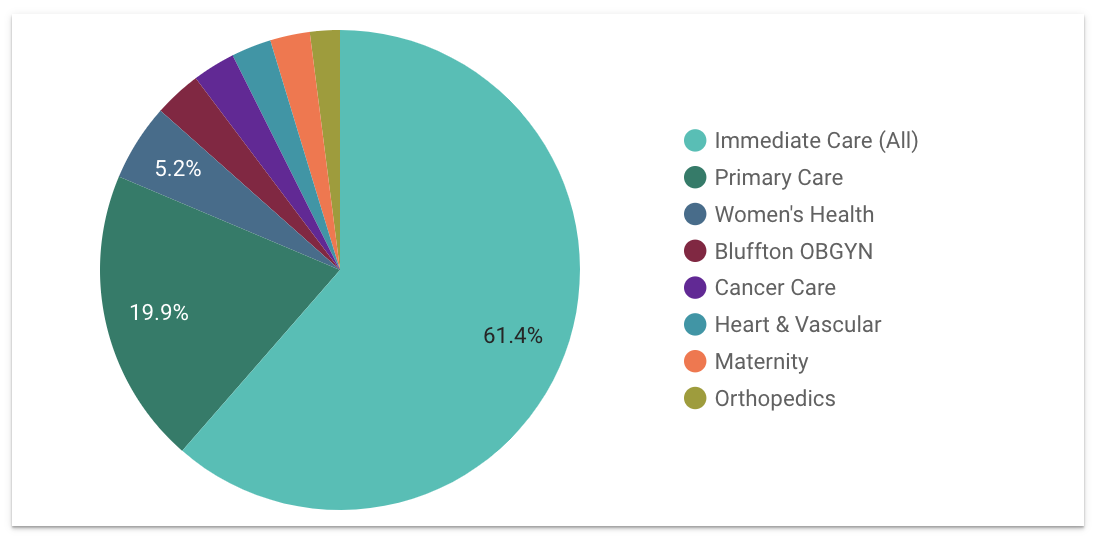 5.2%
19.9%
61.4%
Immediate Care (All)
Primary Care
Women's Health
Bluffton OBGYN
Cancer Care
Heart & Vascular
Maternity
Orthopedics